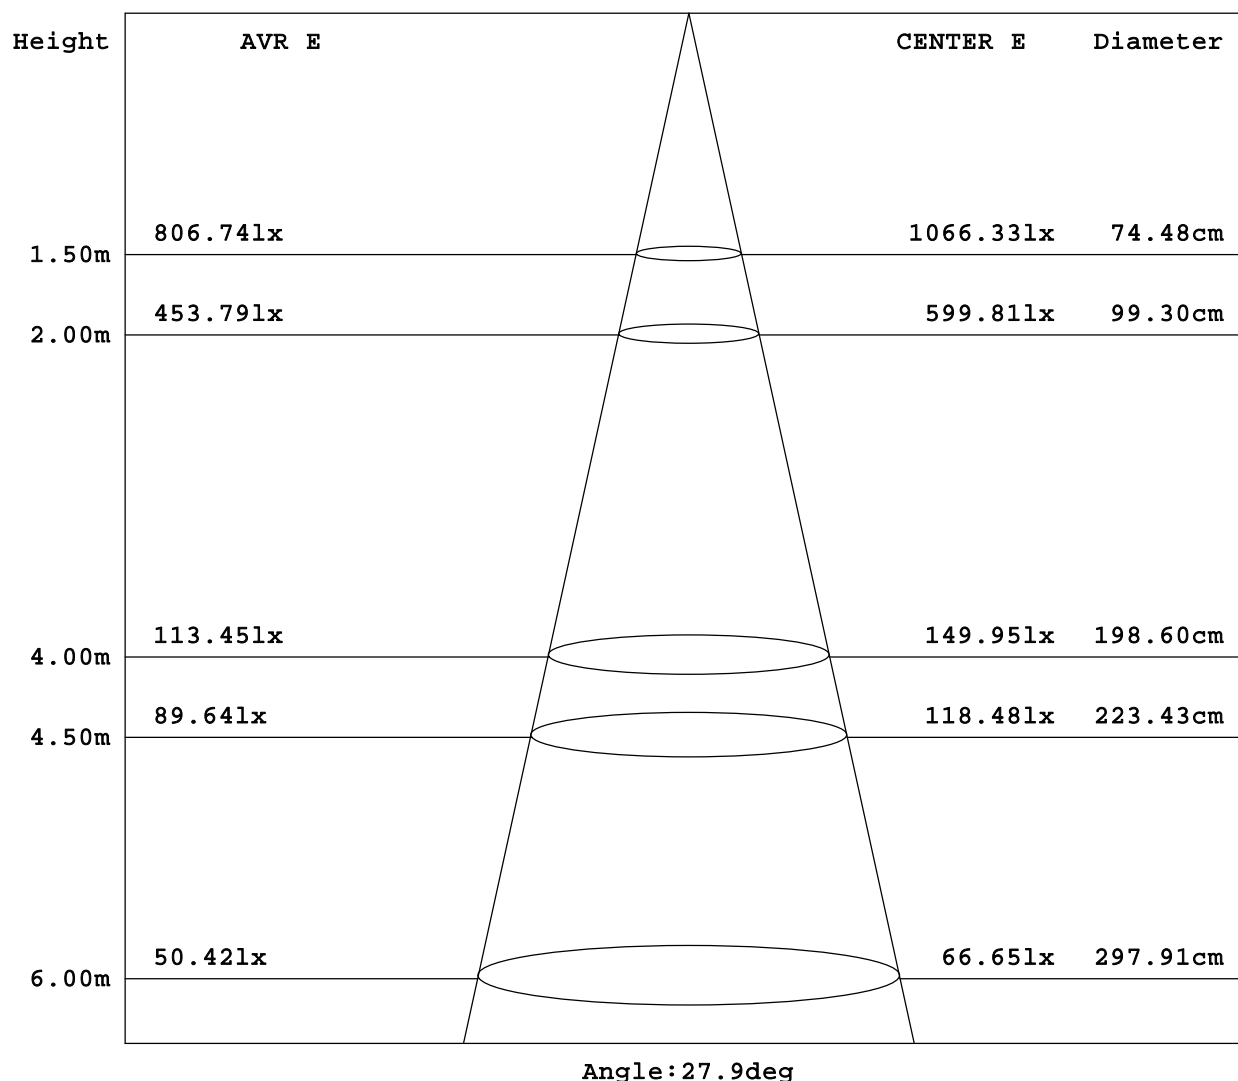 Height AVR E CENTER E Diameter
806.74lx 1066.33lx 74.48cm
1.50m
453.79lx 599.81lx 99.30cm
2.00m
113.45lx 149.95lx 198.60cm
4.00m
89.64lx 118.48lx 223.43cm
4.50m
50.42lx 66.65lx 297.91cm
6.00m
Angle:27.9deg